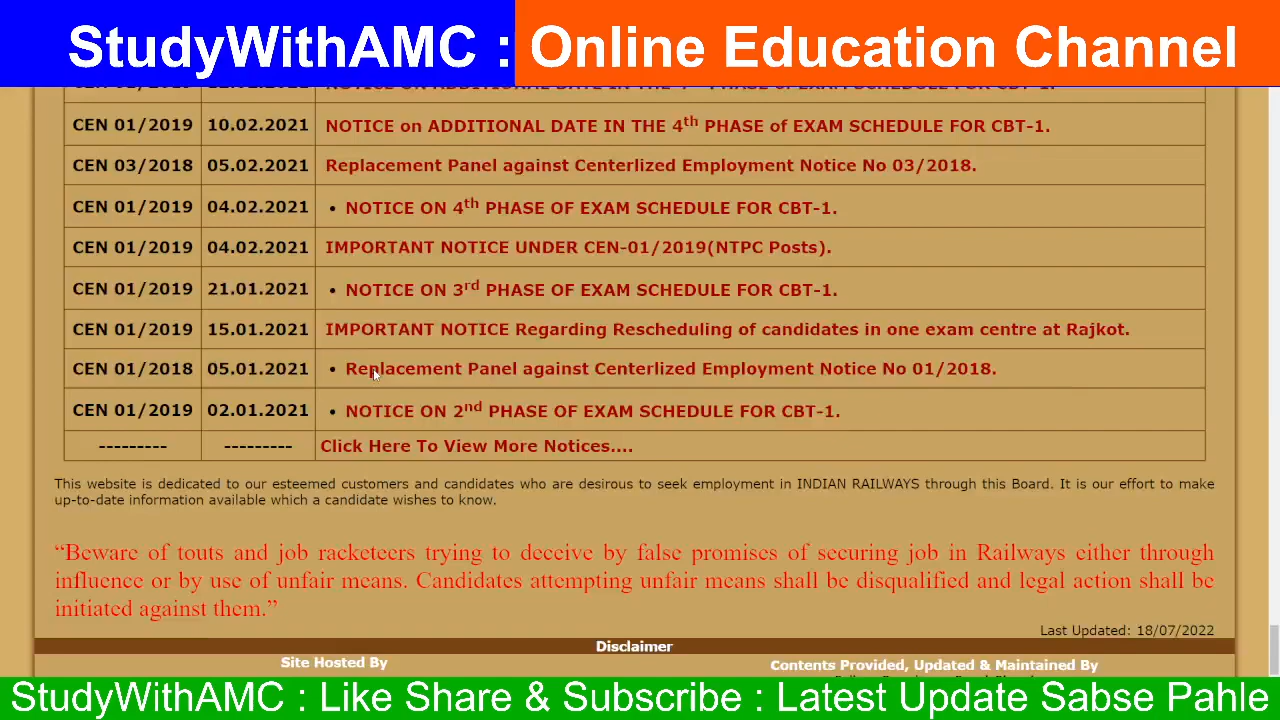 StudyWithAMC : Online Education Channel
CEN 01/2019 10.02.2021 NOTICE on ADDITIONAL DATE IN THE 4th PHASE of EXAM SCHEDULE FOR CBT-1.
CEN 03/2018 05.02.2021 Replacement Panel against Centerlized Employment Notice No 03/2018.
CEN 01/2019 04.02.2021 • NOTICE ON 4th PHASE OF EXAM SCHEDULE FOR CBT-1.
CEN 01/2019 04.02.2021 IMPORTANT NOTICE UNDER CEN-01/2019(NTPC Posts).
CEN 01/2019 21.01.2021 • NOTICE ON 3rd PHASE OF EXAM SCHEDULE FOR CBT-1.
CEN 01/2019 15.01.2021 IMPORTANT NOTICE Regarding Rescheduling of candidates in one exam centre at Rajkot.
CEN 01/2018 05.01.2021 • Replacement Panel against Centerlized Employment Notice No 01/2018.
CEN 01/2019 02.01.2021 • NOTICE ON 2nd PHASE OF EXAM SCHEDULE FOR CBT-1.
--------- --------- Click Here To View More Notices....
This website is dedicated to our esteemed customers and candidates who are desirous to seek employment in INDIAN RAILWAYS through this Board. It is our effort to make
up-to-date information available which a candidate wishes to know.
“Beware of touts and job racketeers trying to deceive by false promises of securing job in Railways either through
influence or by use of unfair means. Candidates attempting unfair means shall be disqualified and legal action shall be
initiated against them.”
Last Updated: 18/07/2022
Disclaimer
Site Hosted By Contents Provided, Updated & Maintained By
StudyWithAMC : Like Share & Subscribe : Latest Update Sabse Pahle